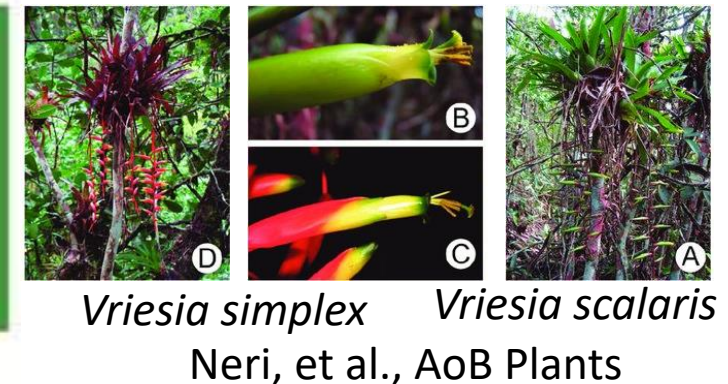 B
D
C
A
Vriesia simplex
Vriesia scalaris
Neri, et al., AoB Plants